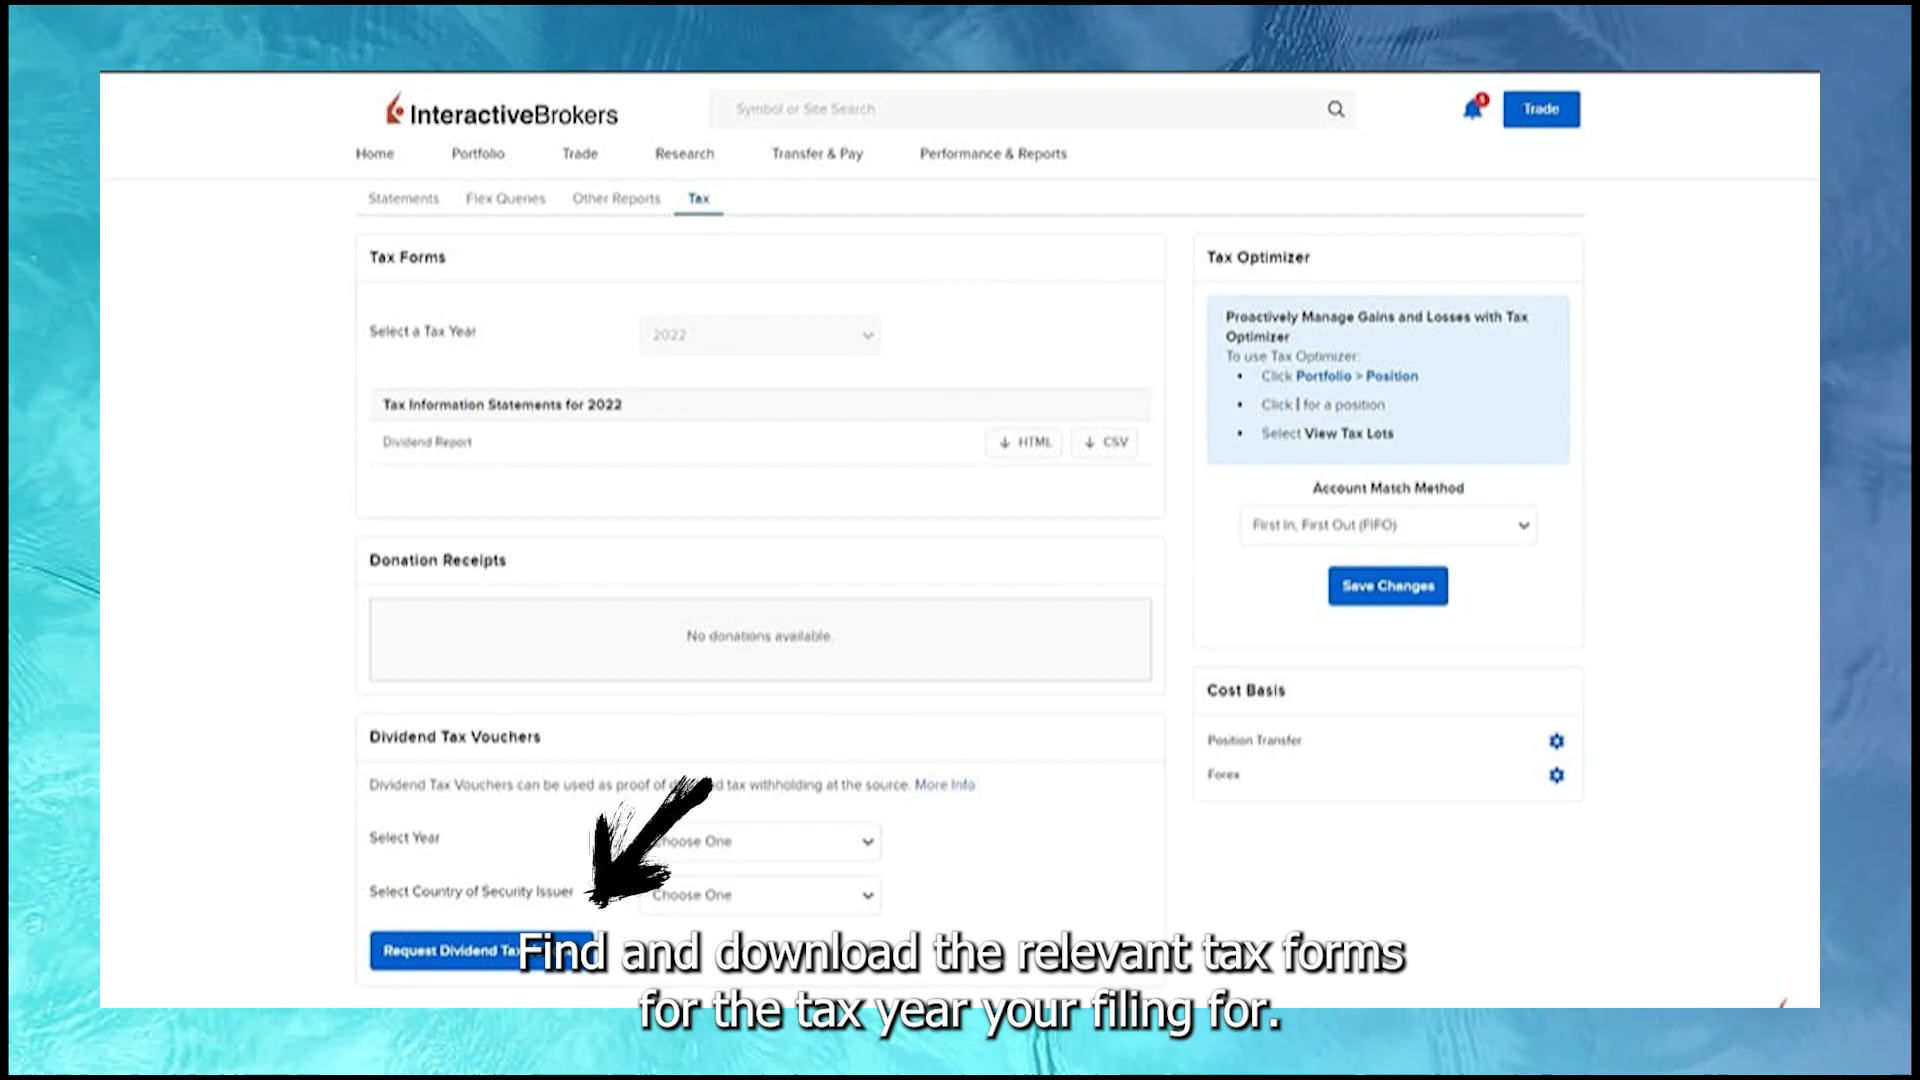 InteractiveBrokers
Symbol or Site Search
1
Trade
Home Portfolio Trade Research Transfer & Pay Performance & Reports
Statements Flex Queries Other Reports Tax
Tax Forms
Select a Tax Year
2022
Tax Information Statements for 2022
Dividend Report
HTML
CSV
Donation Receipts
No donations available.
Dividend Tax Vouchers
Dividend Tax Vouchers can be used as proof of tax withholding at the source. More Info
Select Year
Choose One
Select Country of Security Issuer
Choose One
Request Dividend Tax
Tax Optimizer
Proactively Manage Gains and Losses with Tax
Optimizer
To use Tax Optimizer:
• Click Portfolio > Position
• Click for a position
• Select View Tax Lots
Account Match Method
First In, First Out (FIFO)
Save Changes
Cost Basis
Position Transfer
Forex
Find and download the relevant tax forms
for the tax year your filing for.